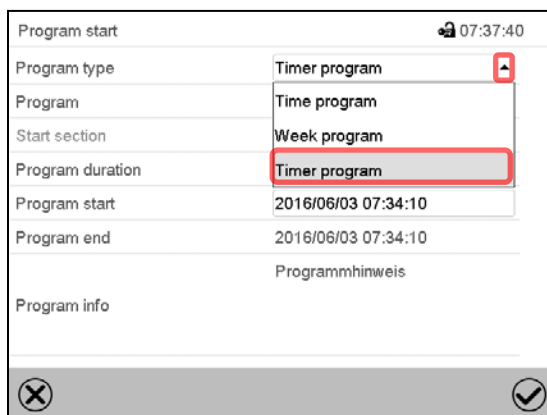 Program start 07:37:40
Program type Timer program
Program Time program
Start section Week program
Program duration Timer program
Program start 2016/06/03 07:34:10
Program end 2016/06/03 07:34:10
Programmhinweis
Program info